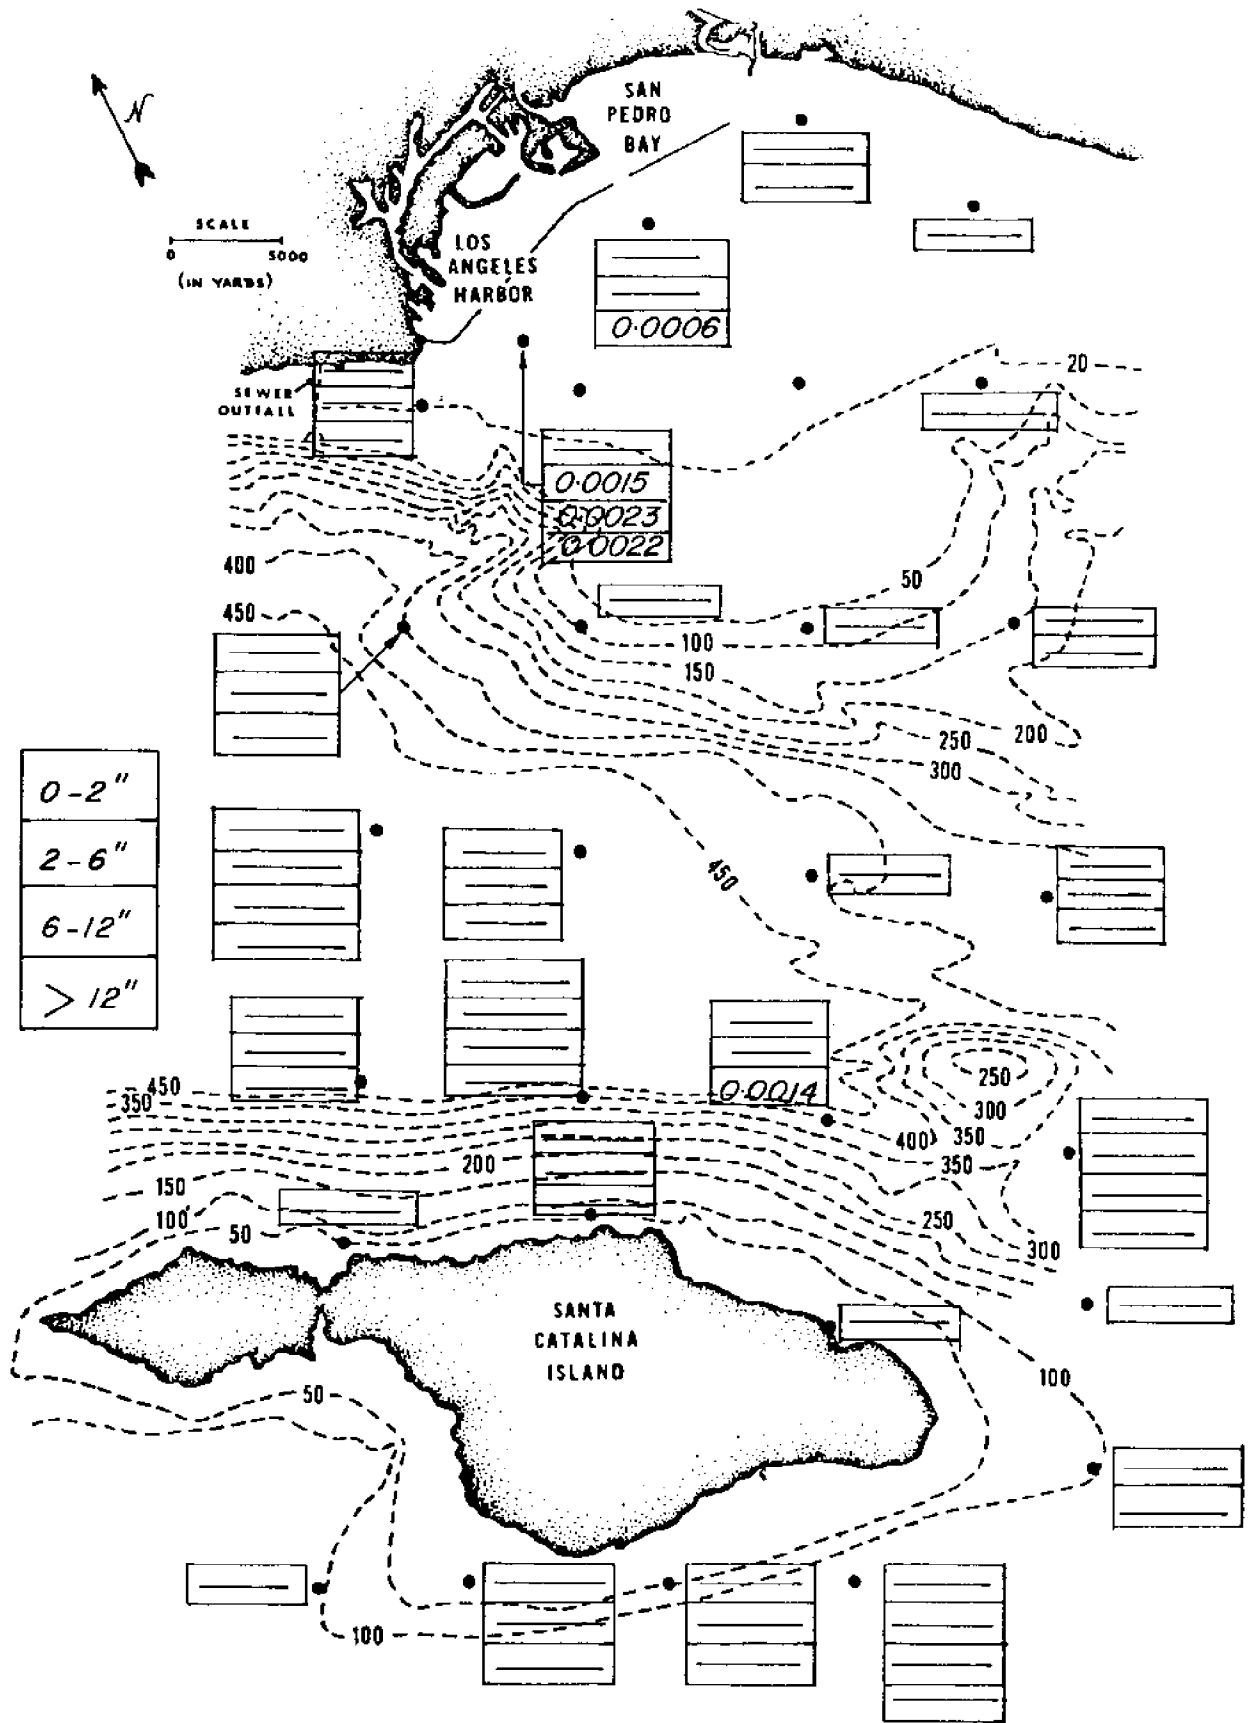 SAN
PEDRO
BAY
N
SCALE
0 5000
(IN YARDS)
LOS
ANGELES
HARBOR
0.0006
20
SEWER
OUTFALL
0.0015
0.0023
0.0022
400
50
450
100
150
200
250
300
0-2"
2-6"
6-12"
>12"
450
250
0.0014
450
350
300
400
350
350
200
150
100
250
50
300
SANTA
CATALINA
ISLAND
100
50
100